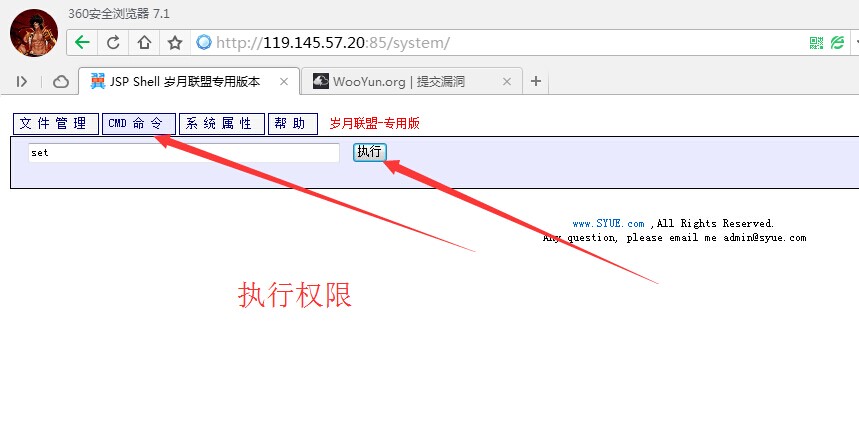 360安全浏览器 7.1
http://119.145.57.20:85/system/
JSP Shell 岁月联盟专用版本
WooYun.org | 提交漏洞
文件管理 CMD 命令 系统属性 帮助 岁月联盟-专用版
set 执行
www.SYUE.com ,All Rights Reserved.
Any question, please email me admin@syue.com
执行权限